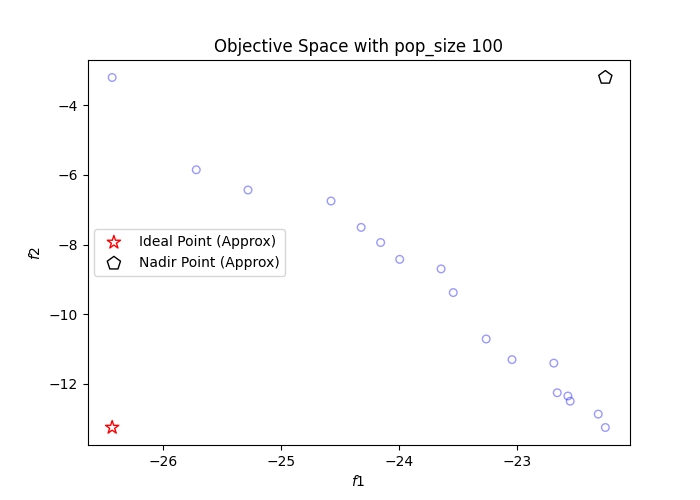 Objective Space with pop_size 100
f2
−4
−6
−8
−10
−12
Ideal Point (Approx)
Nadir Point (Approx)
−26
−25
−24
−23
f1